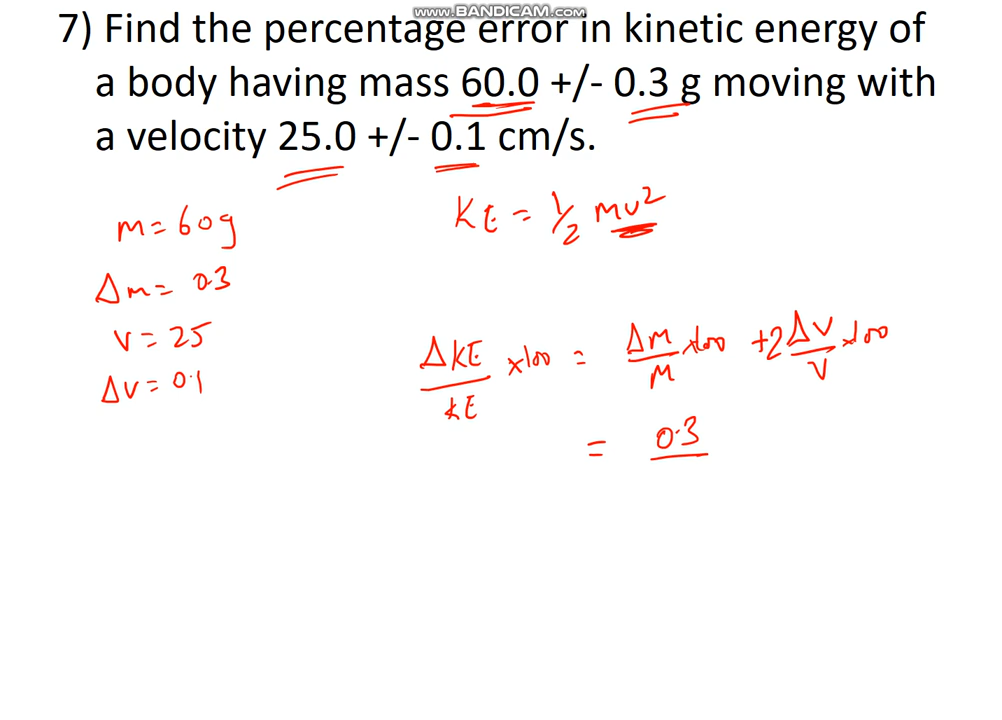 www.BANDICAM.com
7) Find the percentage error in kinetic energy of
a body having mass 60.0 +/- 0.3 g moving with
a velocity 25.0 +/- 0.1 cm/s.
m = 60g
KE = 1/2 mv²
Δm = 0.3
v = 25
ΔKE/KE ×100 = ΔM/M ×100 +2 ΔV/V ×100
ΔV = 0.1
= 0.3